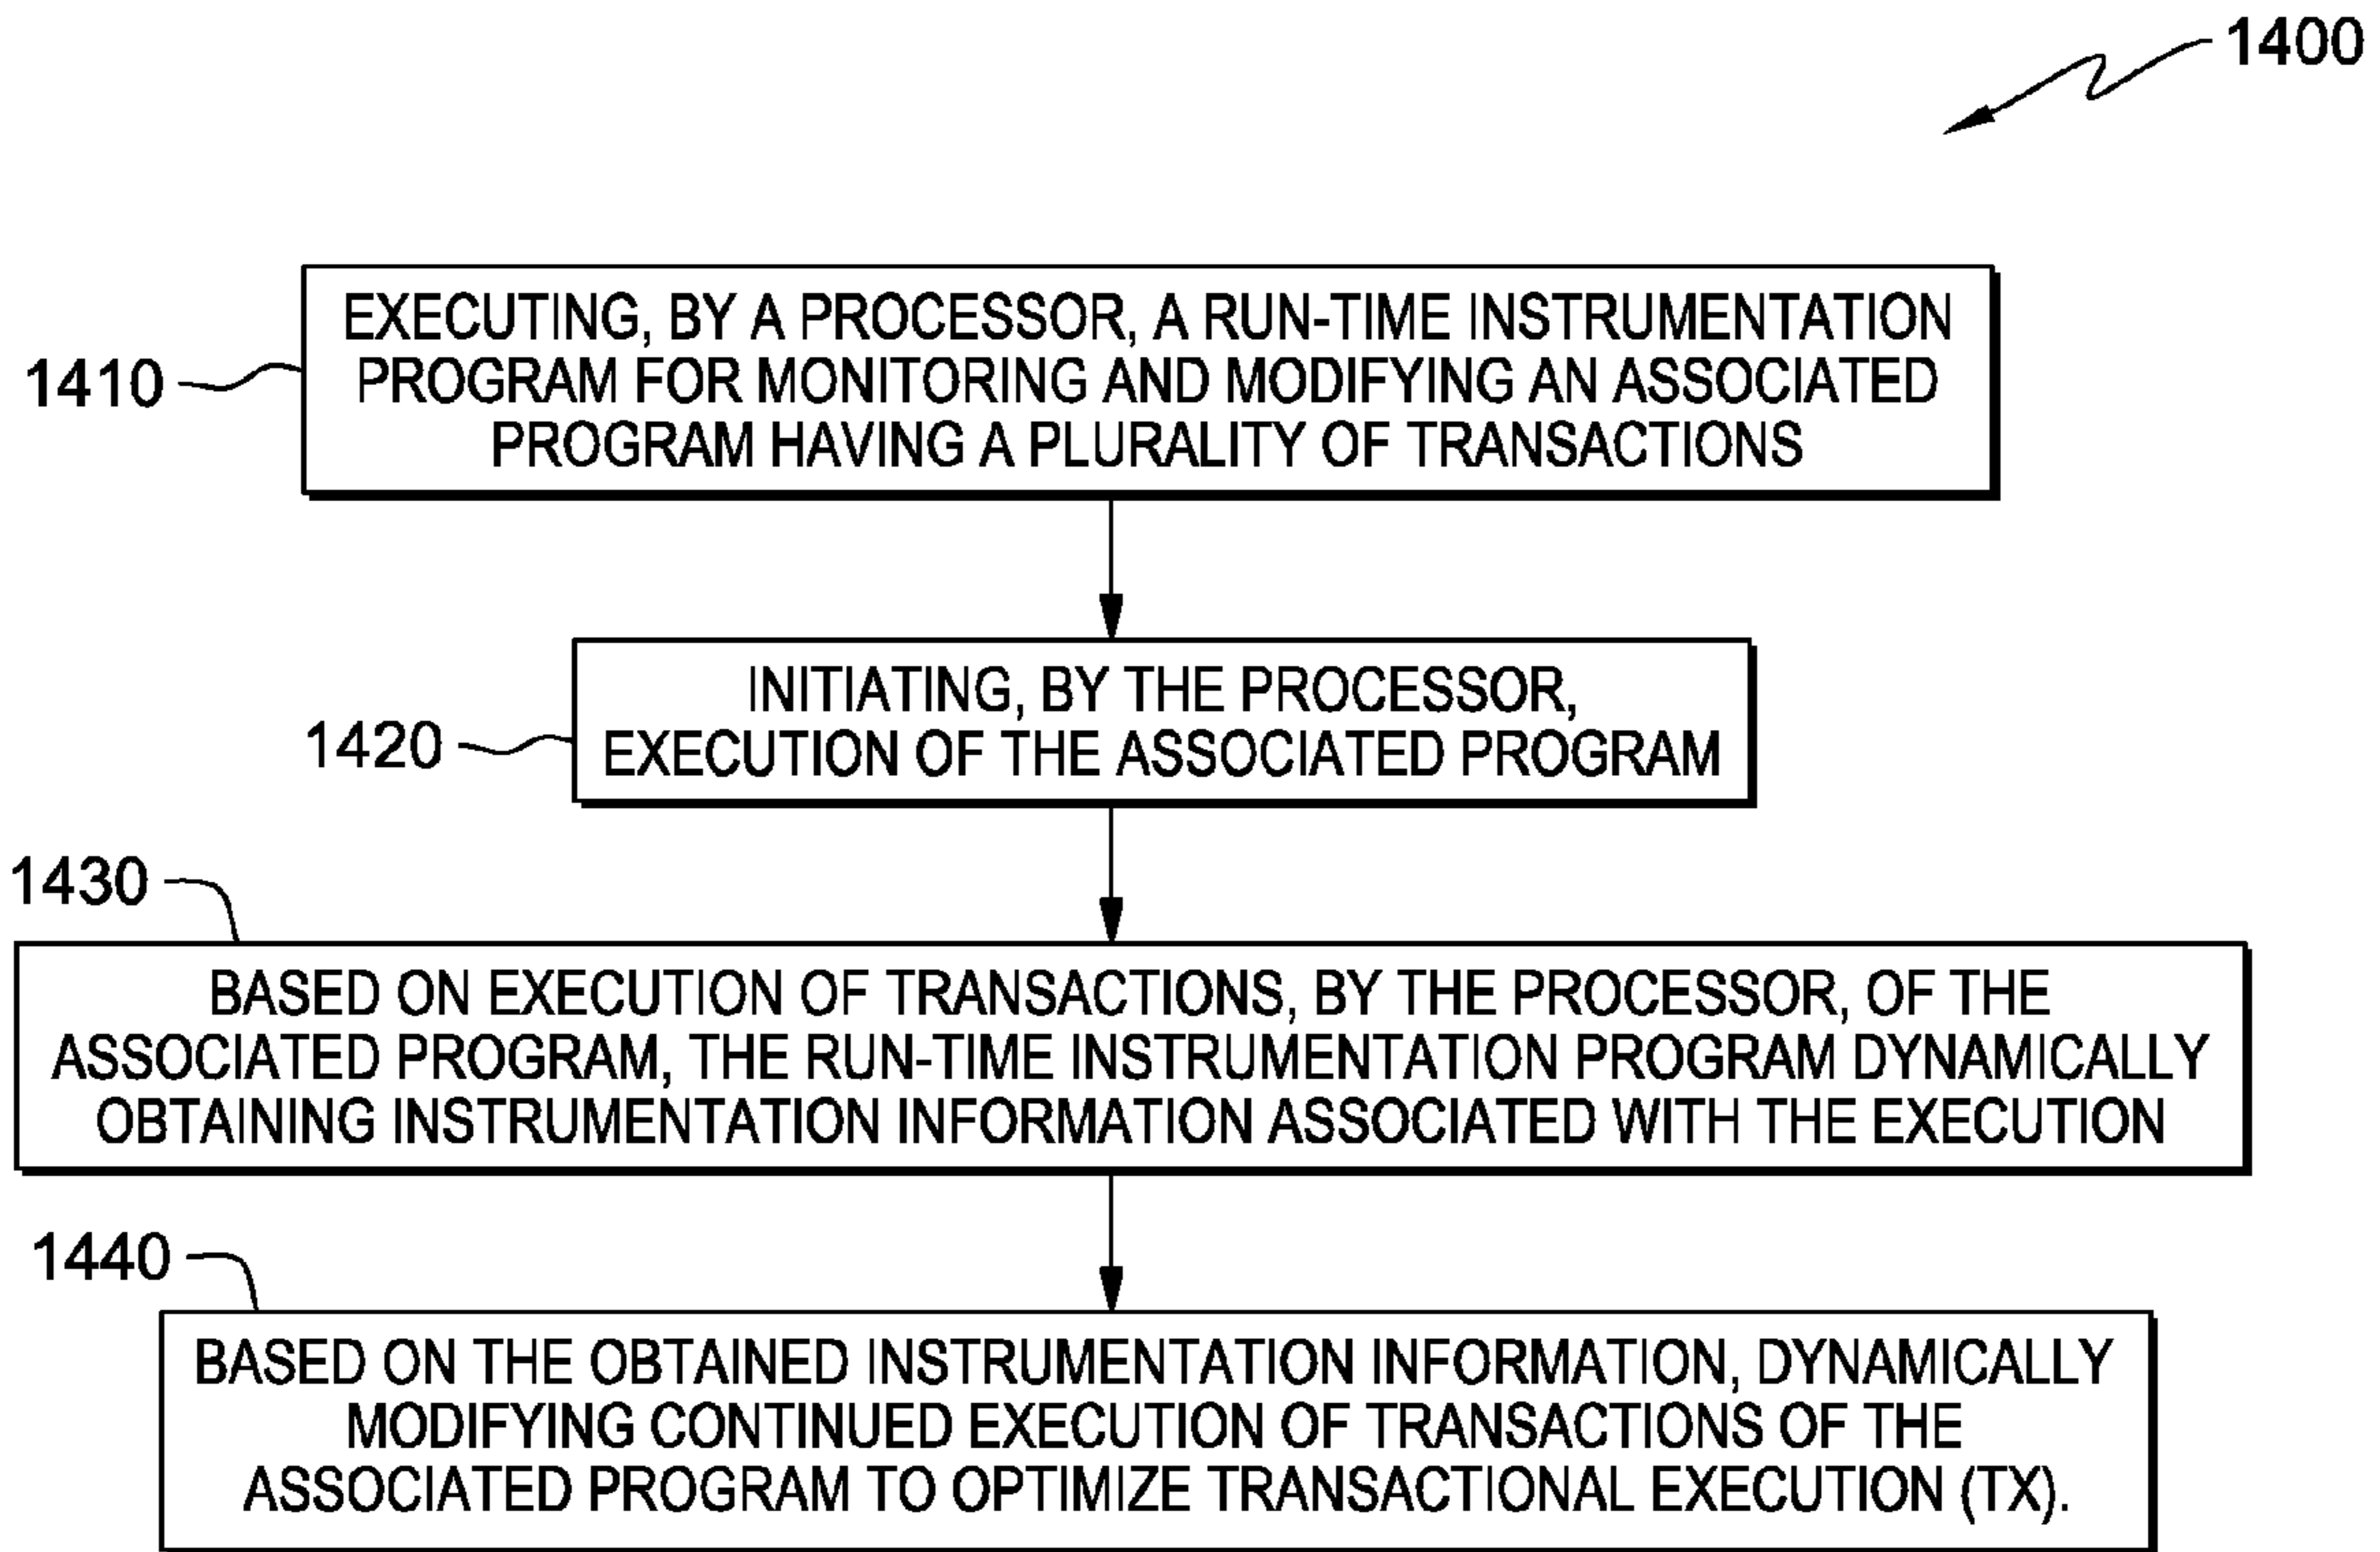 1400
1410
EXECUTING, BY A PROCESSOR, A RUN-TIME INSTRUMENTATION
PROGRAM FOR MONITORING AND MODIFYING AN ASSOCIATED
PROGRAM HAVING A PLURALITY OF TRANSACTIONS
1420
INITIATING, BY THE PROCESSOR,
EXECUTION OF THE ASSOCIATED PROGRAM
1430
BASED ON EXECUTION OF TRANSACTIONS, BY THE PROCESSOR, OF THE
ASSOCIATED PROGRAM, THE RUN-TIME INSTRUMENTATION PROGRAM DYNAMICALLY
OBTAINING INSTRUMENTATION INFORMATION ASSOCIATED WITH THE EXECUTION
1440
BASED ON THE OBTAINED INSTRUMENTATION INFORMATION, DYNAMICALLY
MODIFYING CONTINUED EXECUTION OF TRANSACTIONS OF THE
ASSOCIATED PROGRAM TO OPTIMIZE TRANSACTIONAL EXECUTION (TX).